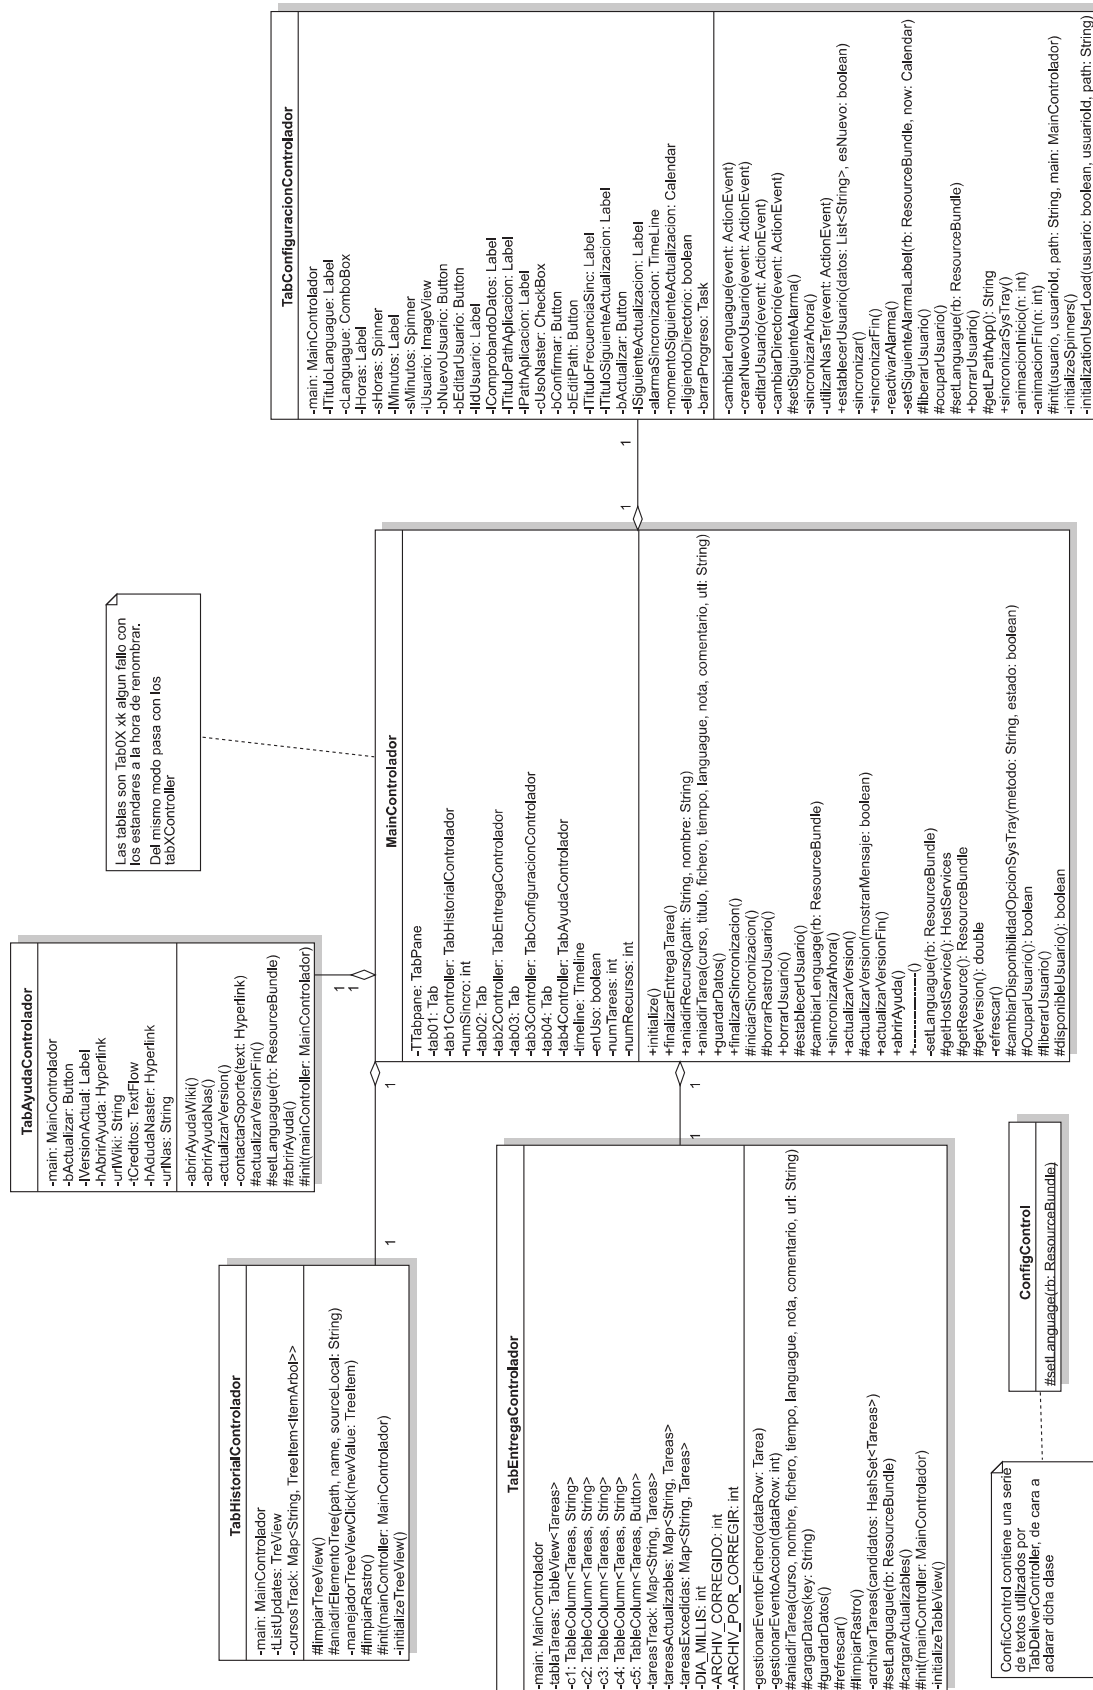 TabHistorialControlador
-main: MainControlador
-tListUpdates: TreView
-cursosTrack: Map<String, TreeItem<ItemArbol>>
#limpiarTreeView()
#aniadirElementoTree(path, name, sourceLocal: String)
-manejadorTreeViewClick(newValue: TreeItem)
#limpiarRastro()
#init(mainController: MainControlador)
-initializeTreeView()
TabAyudaControlador
-main: MainControlador
-bActualizar: Button
-lVersionActual: Label
-hAbrirAyuda: Hyperlink
-urlWiki: String
-tCreditos: TextFlow
-hAdudaNaster: Hyperlink
-urlNas: String
-abrirAyudaWiki()
-abrirAyudaNas()
-actualizarVersion()
-contactarSoporte(text: Hyperlink)
#actualizarVersionFin()
#setLanguague(rb: ResourceBundle)
#abrirAyuda()
#init(mainController: MainControlador)
Las tablas son Tab0X xk algun fallo con
los estandares a la hora de renombrar.
Del mismo modo pasa con los
tabXController
TabConfiguracionControlador
-main: MainControlador
-lTituloLanguague: Label
-cLanguague: ComboBox
-lHoras: Label
-sHoras: Spinner
-lMinutos: Label
-sMinutos: Spinner
-iUsuario: ImageView
-bNuevoUsuario: Button
-bEditarUsuario: Button
-lIdUsuario: Label
-lComprobandoDatos: Label
-lTituloPathAplicacion: Label
-lPathAplicacion: Label
-cUsoNaster: CheckBox
-bConfirmar: Button
-bEditPath: Button
-lTituloFrecuenciaSinc: Label
-lTituloSiguienteActualizacion: Label
-bActualizar: Button
-lSiguienteActualizacion: Label
-alarmaSincronizacion: TimeLine
-momentoSiguienteActualizacion: Calendar
-eligiendoDirectorio: boolean
-barraProgreso: Task
-cambiarLenguague(event: ActionEvent)
-crearNuevoUsuario(event: ActionEvent)
-editarUsuario(event: ActionEvent)
-cambiarDirectorio(event: ActionEvent)
#setSiguienteAlarma()
-sincronizarAhora()
-utilizarNasTer(event: ActionEvent)
+establecerUsuario(datos: List<String>, esNuevo: boolean)
-sincronizar()
+sincronizarFin()
-reactivarAlarma()
-setSiguienteAlarmaLabel(rb: ResourceBundle, now: Calendar)
#liberarUsuario()
#ocuparUsuario()
#setLanguague(rb: ResourceBundle)
+borrarUsuario()
#getLPathApp(): String
+sincronizarSysTray()
-animacionInicio(n: int)
-animacionFin(n: int)
#init(usuario, usuarioId, path: String, main: MainControlador)
-initializeSpinners()
-initializationUserLoad(usuario: boolean, usuarioId, path: String)
MainControlador
-TTabpane: TabPane
-tab01: Tab
-tab1Controller: TabHistorialControlador
-numSincro: int
-tab02: Tab
-tab2Controller: TabEntregaControlador
-tab03: Tab
-tab3Controller: TabConfiguracionControlador
-tab04: Tab
-tab4Controller: TabAyudaControlador
-timeline: Timeline
-enUso: boolean
-numTareas: int
-numRecursos: int
+initialize()
+finalizarEntregaTarea()
+aniadirRecurso(path: String, nombre: String)
+aniadirTarea(curso, titulo, fichero, tiempo, languague, nota, comentario, utl: String)
+guardarDatos()
+finalizarSincronizacion()
#iniciarSincronizacion()
#borrarRastroUsuario()
+borrarUsuario()
#establecerUsuario()
#cambiarLenguage(rb: ResourceBundle)
+sincronizarAhora()
+actualizarVersion()
#actualizarVersion(mostrarMensaje: boolean)
+actualizarVersionFin()
+abrirAyuda()
+----------------()
-setLanguague(rb: ResourceBundle)
#getHostService(): HostServices
#getResource(): ResourceBundle
#getVersion(): double
-refrescar()
#cambiarDisponibilidadOpcionSysTray(metodo: String, estado: boolean)
#OcuparUsuario(): boolean
#liberarUsuario()
#disponibleUsuario(): boolean
TabEntregaControlador
-main: MainControlador
-tablaTareas: TableView<Tareas>
-c1: TableColumn<Tareas, String>
-c2: TableColumn<Tareas, String>
-c3: TableColumn<Tareas, String>
-c4: TableColumn<Tareas, String>
-c5: TableColumn<Tareas, Button>
-tareasTrack: Map<String, Tareas>
-tareasActualizables: Map<String, Tareas>
-tareasExcedidas: Map<String, Tareas>
-DIA_MILLIS: int
-ARCHIV_CORREGIDO: int
-ARCHIV_POR_CORREGIR: int
-gestionarEventoFichero(dataRow: Tarea)
-gestionarEventoAccion(dataRow: int)
#aniadirTarea(curso, nombre, fichero, tiempo, languague, nota, comentario, url: String)
#cargarDatos(key: String)
#guardarDatos()
#refrescar()
#limpiarRastro()
-archivarTareas(candidatos: HashSet<Tareas>)
#setLanguague(rb: ResourceBundle)
#cargarActualizables()
#init(mainController: MainControlador)
-initializeTableView()
ConfigControl
#setLanguage(rb: ResourceBundle)
ConficControl contiene una serie
de textos utilizados por
TabDeliverController, de cara a
aclarar dicha clase
1
1
1
1
1
1
1
1